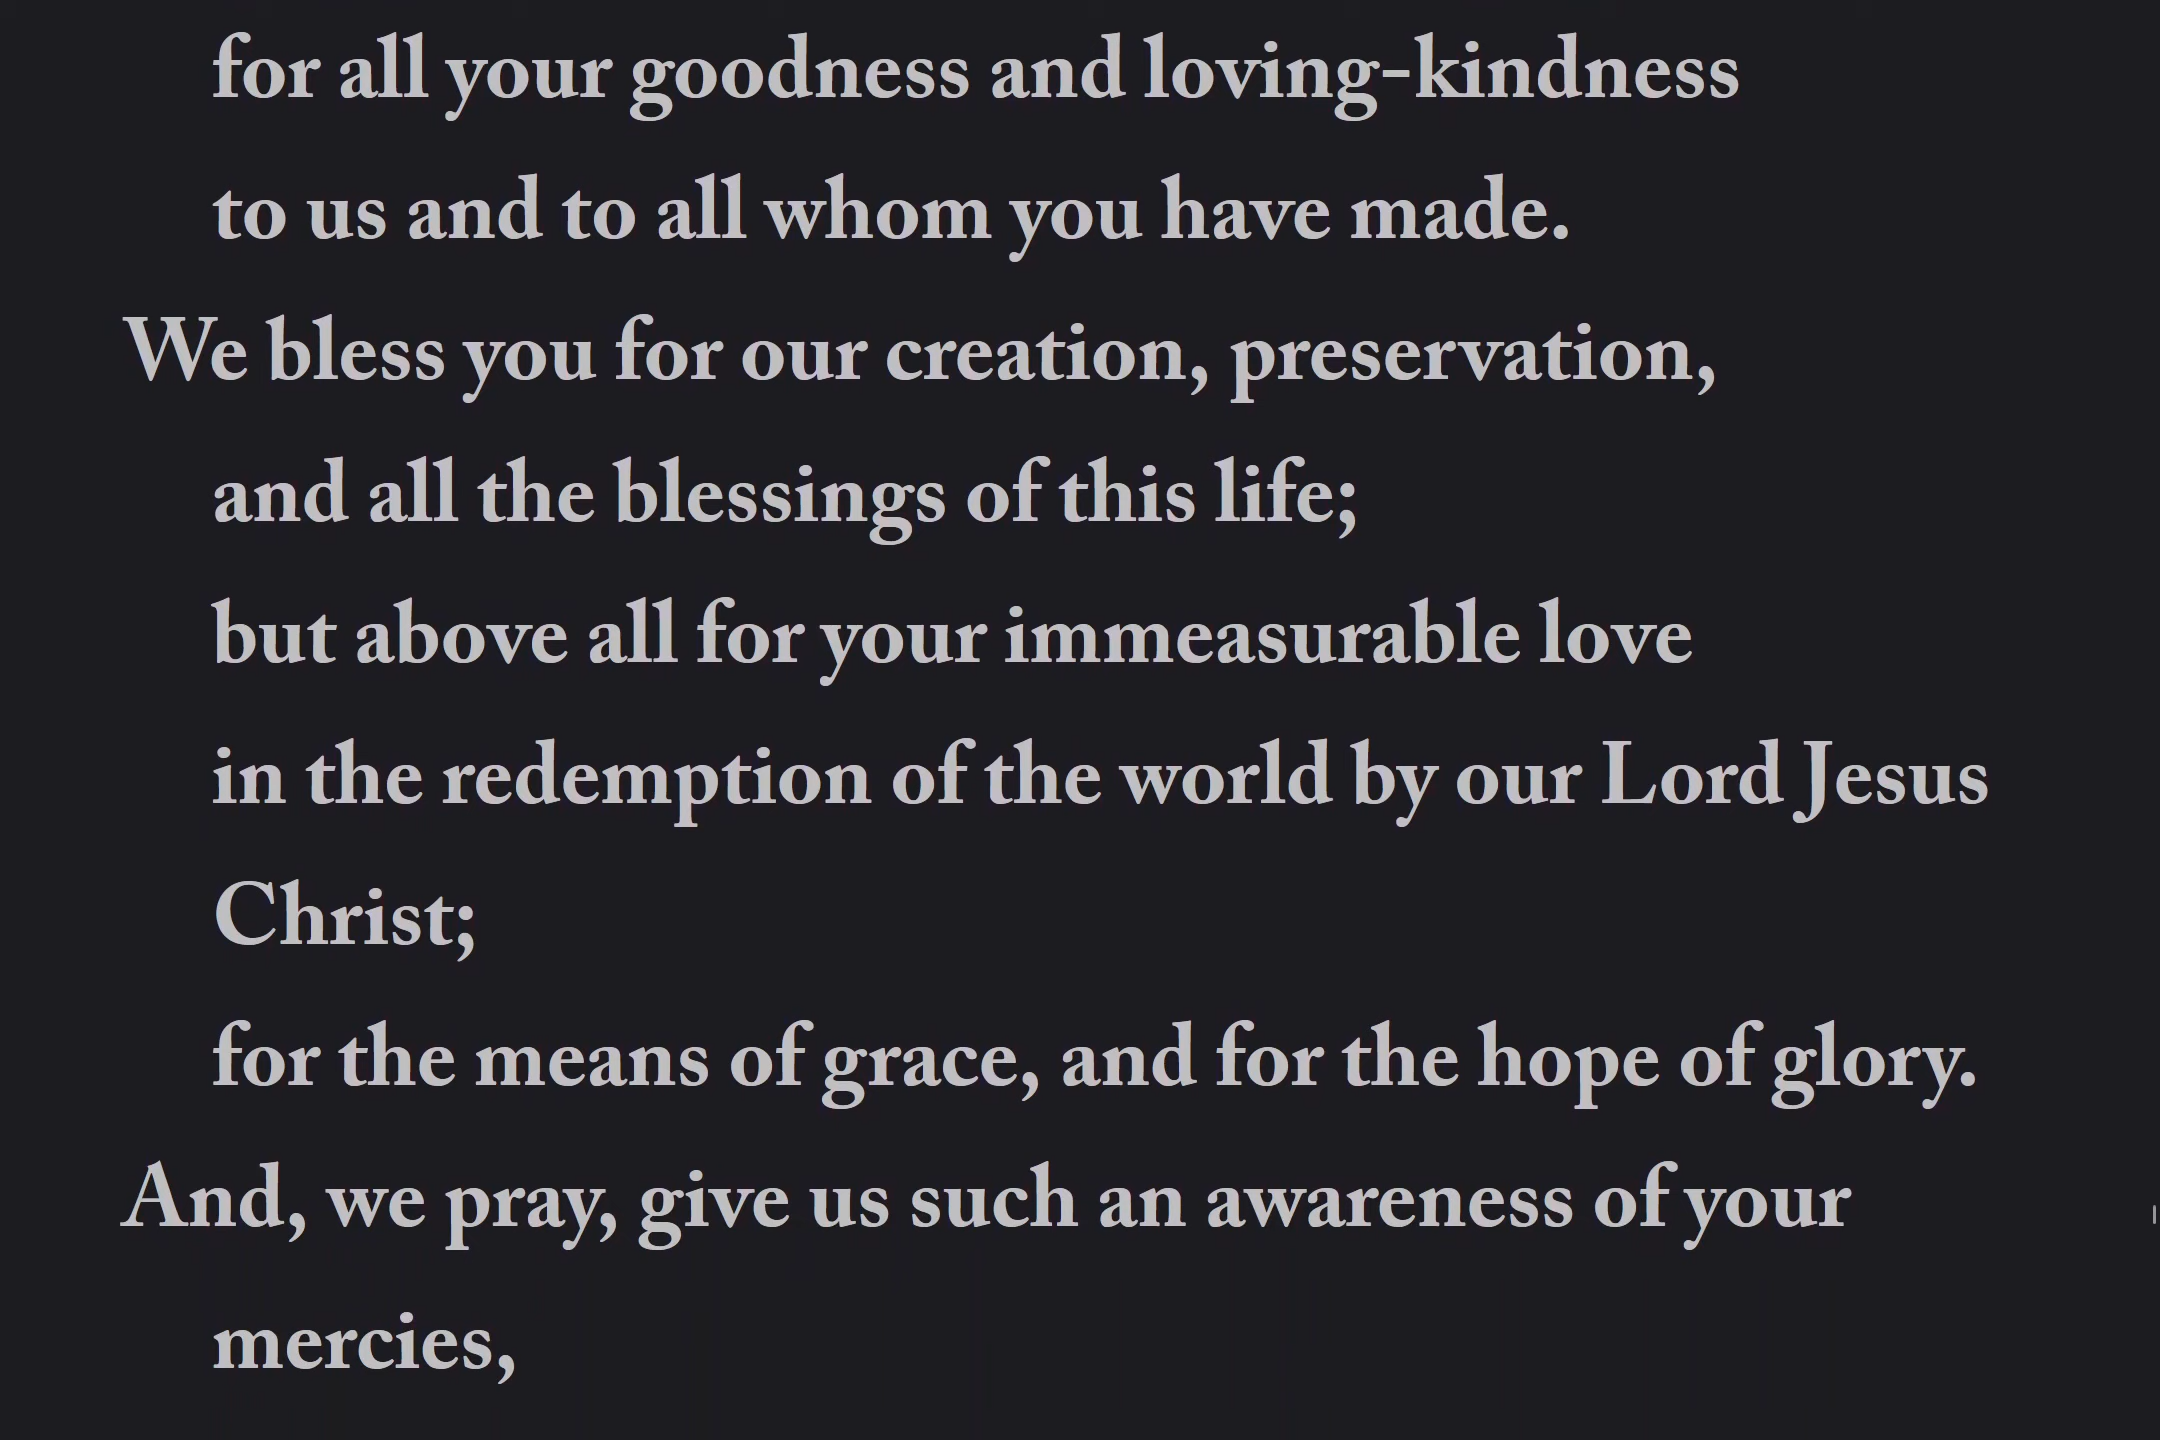 for all your goodness and loving-kindness
to us and to all whom you have made.
We bless you for our creation, preservation,
and all the blessings of this life;
but above all for your immeasurable love
in the redemption of the world by our Lord Jesus
Christ;
for the means of grace, and for the hope of glory.
And, we pray, give us such an awareness of your
mercies,